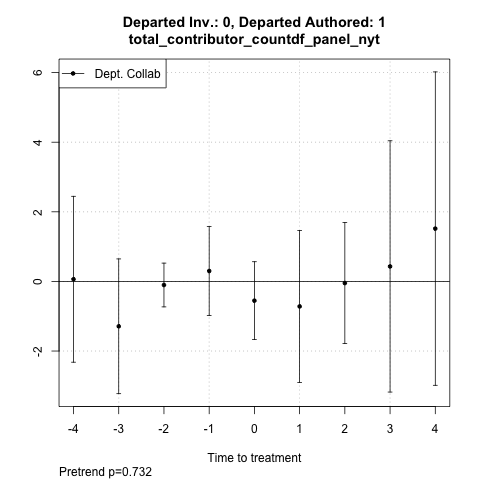 Departed Inv.: 0, Departed Authored: 1
total_contributor_countdf_panel_nyt
Dept. Collab
6
4
2
0
-2
-4 -3 -2 -1 0 1 2 3 4
Time to treatment
Pretrend p=0.732